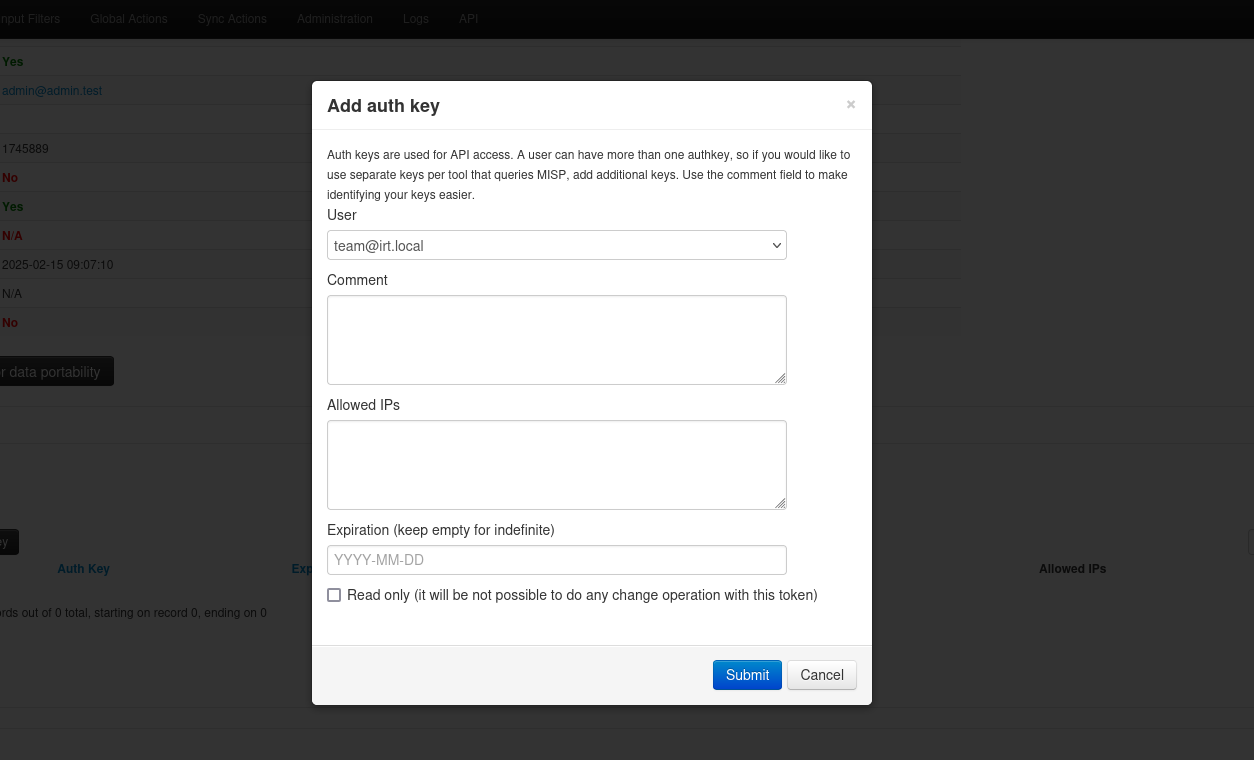 nput Filters Global Actions Sync Actions Administration Logs API
Yes
admin@admin.test
1745889
No
Yes
N/A
2025-02-15 09:07:10
N/A
No
r data portability
ey
Auth Key Exp Allowed IPs
rds out of 0 total, starting on record 0, ending on 0
Add auth key ×
Auth keys are used for API access. A user can have more than one authkey, so if you would like to
use separate keys per tool that queries MISP, add additional keys. Use the comment field to make
identifying your keys easier.
User
team@irt.local
Comment
Allowed IPs
Expiration (keep empty for indefinite)
YYYY-MM-DD
Read only (it will be not possible to do any change operation with this token)
Submit Cancel